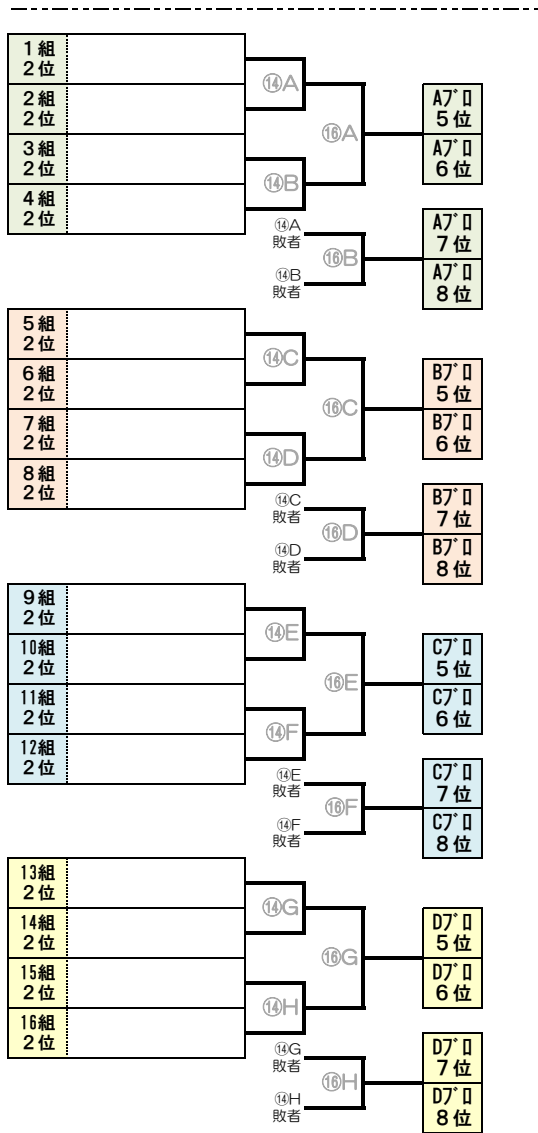 1組
2位
⑭A
2組
2位
⑯A
Aﾌﾞﾛ
5位
3組
2位
Aﾌﾞﾛ
6位
⑭B
4組
2位
⑭A
敗者
⑯B
Aﾌﾞﾛ
7位
⑭B
敗者
Aﾌﾞﾛ
8位
5組
2位
⑭C
6組
2位
⑯C
Bﾌﾞﾛ
5位
7組
2位
Bﾌﾞﾛ
6位
⑭D
8組
2位
⑭C
敗者
⑯D
Bﾌﾞﾛ
7位
⑭D
敗者
Bﾌﾞﾛ
8位
9組
2位
⑭E
10組
2位
⑯E
Cﾌﾞﾛ
5位
11組
2位
Cﾌﾞﾛ
6位
⑭F
12組
2位
⑭E
敗者
⑯F
Cﾌﾞﾛ
7位
⑭F
敗者
Cﾌﾞﾛ
8位
13組
2位
⑭G
14組
2位
⑯G
Dﾌﾞﾛ
5位
15組
2位
Dﾌﾞﾛ
6位
⑭H
16組
2位
⑭G
敗者
⑯H
Dﾌﾞﾛ
7位
⑭H
敗者
Dﾌﾞﾛ
8位